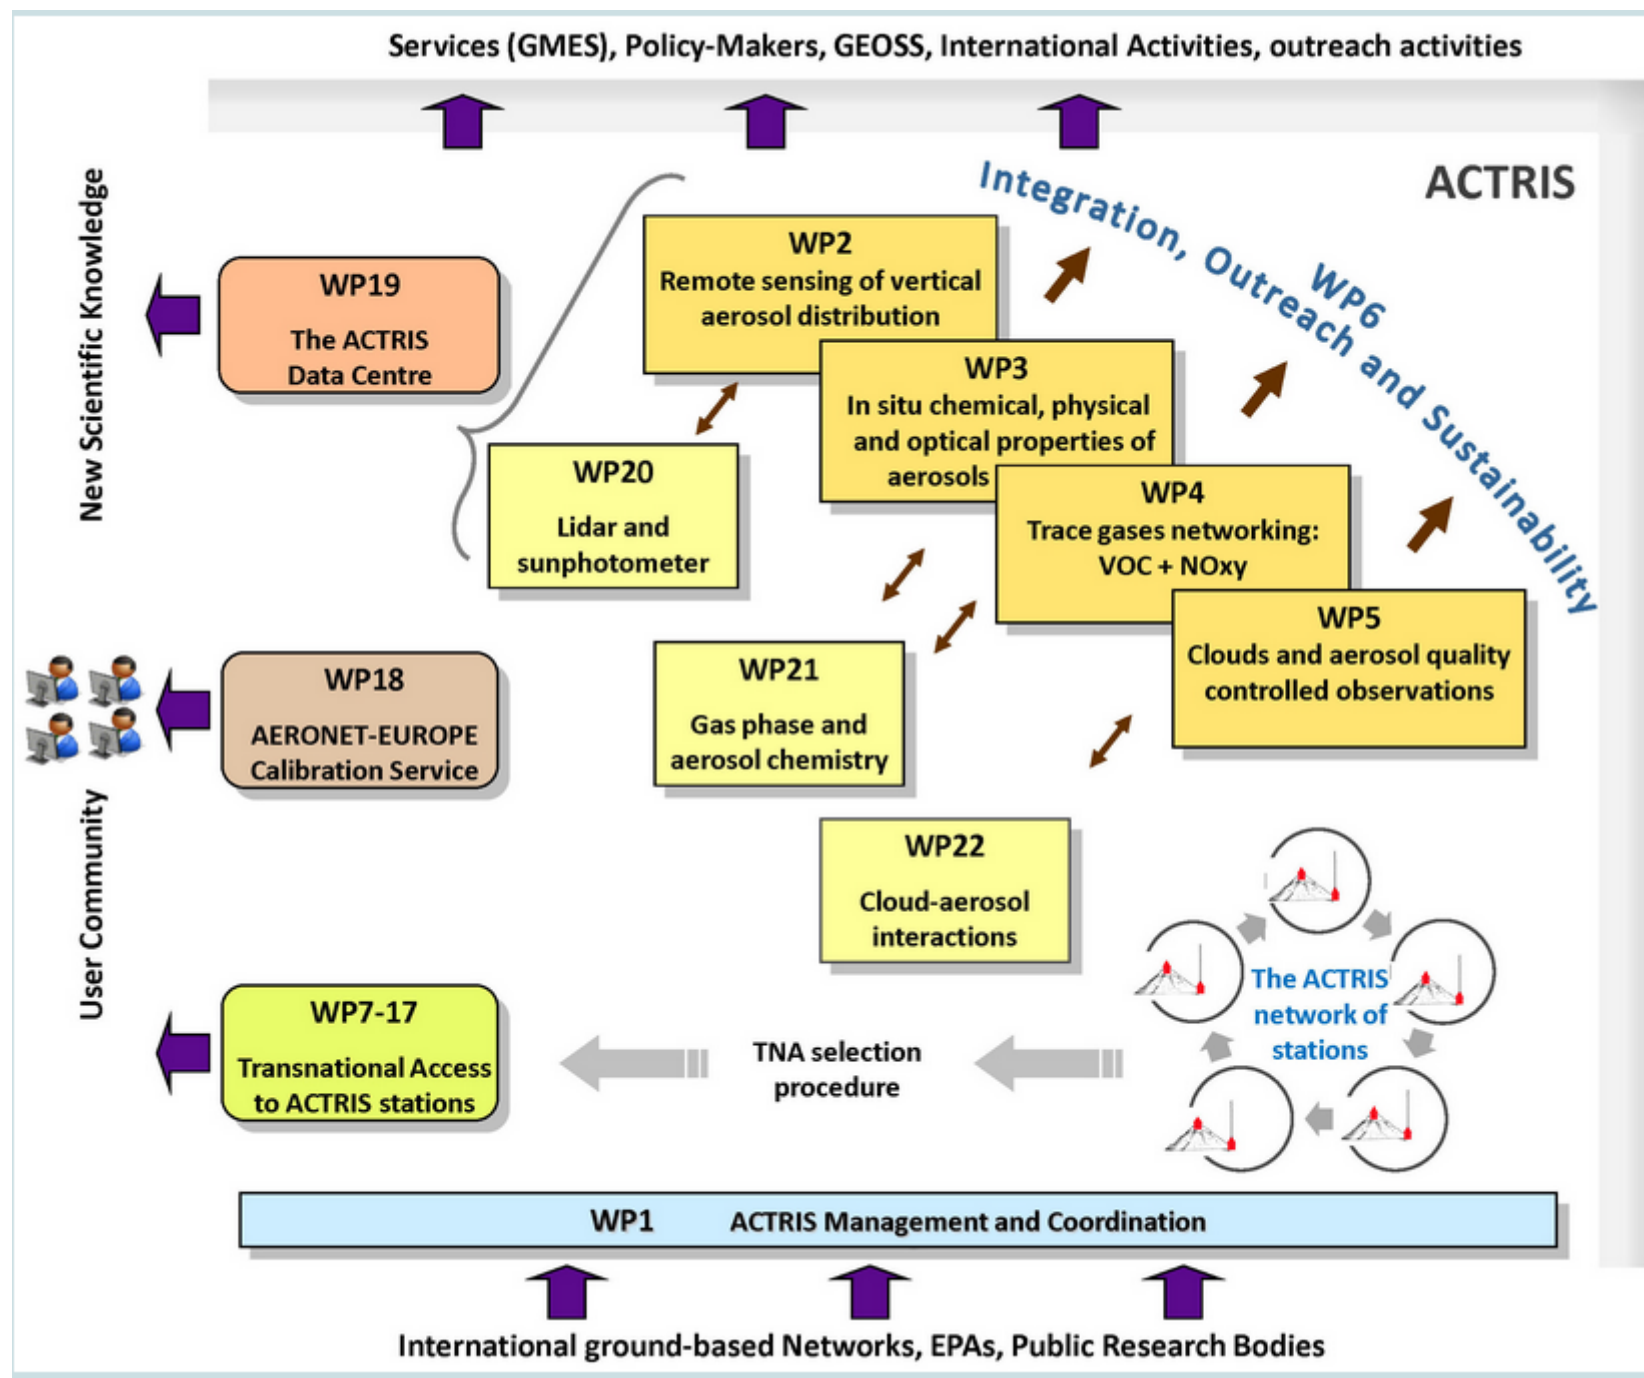 Services (GMES), Policy-Makers, GEOSS, International Activities, outreach activities
ACTRIS
Integration, Outreach and Sustainability
WP6
New Scientific Knowledge
User Community
WP19
The ACTRIS
Data Centre
WP2
Remote sensing of vertical
aerosol distribution
WP3
In situ chemical, physical
and optical properties of
aerosols
WP4
Trace gases networking:
VOC + NOxy
WP5
Clouds and aerosol quality
controlled observations
WP20
Lidar and
sunphotometer
WP18
AERONET-EUROPE
Calibration Service
WP21
Gas phase and
aerosol chemistry
WP22
Cloud-aerosol
interactions
WP7-17
Transnational Access
to ACTRIS stations
TNA selection
procedure
The ACTRIS
network of
stations
WP1 ACTRIS Management and Coordination
International ground-based Networks, EPAs, Public Research Bodies